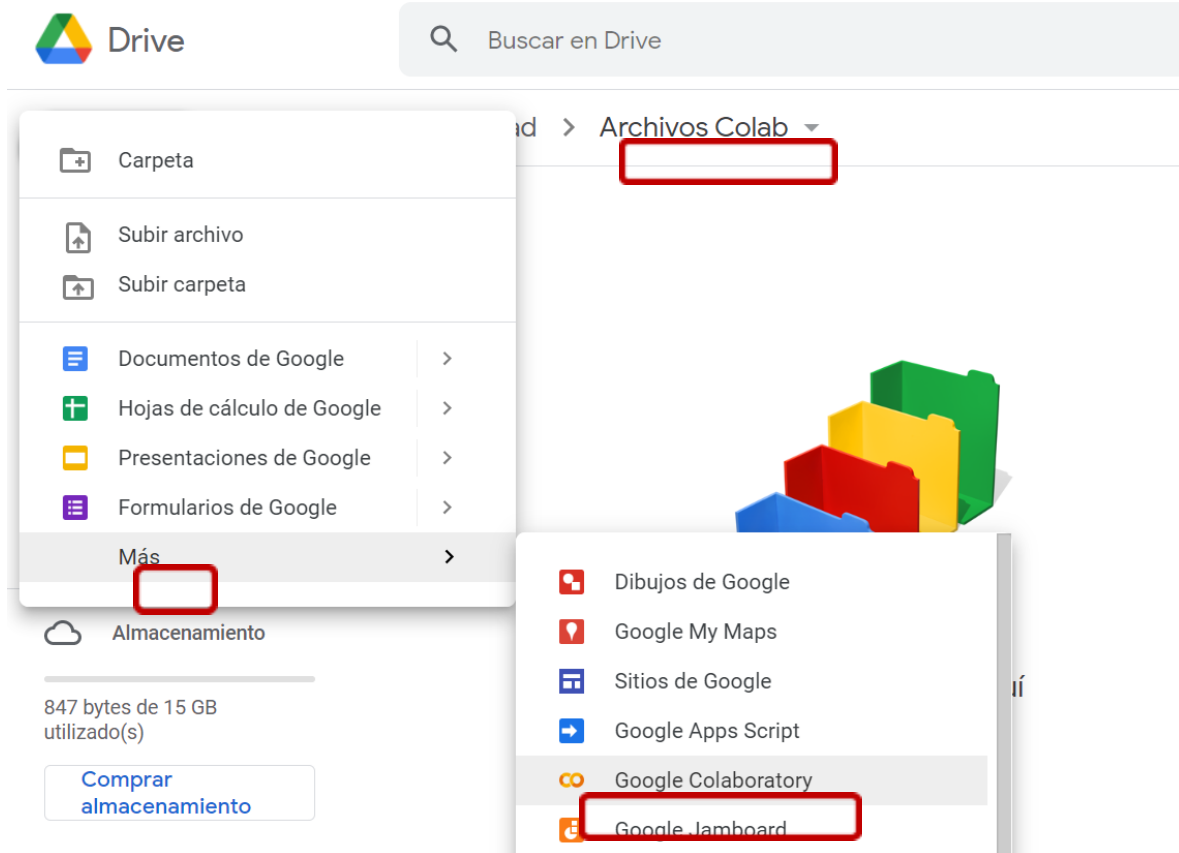 Drive
Buscar en Drive
ad > Archivos Colab
Carpeta
Subir archivo
Subir carpeta
Documentos de Google
Hojas de cálculo de Google
Presentaciones de Google
Formularios de Google
Más
Dibujos de Google
Google My Maps
Sitios de Google
Google Apps Script
Google Colaboratory
Google Jamboard
Almacenamiento
847 bytes de 15 GB
utilizado(s)
Comprar
almacenamiento
uí